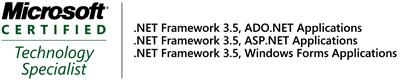 Microsoft
CERTIFIED
Technology
Specialist
.NET Framework 3.5, ADO.NET Applications
.NET Framework 3.5, ASP.NET Applications
.NET Framework 3.5, Windows Forms Applications